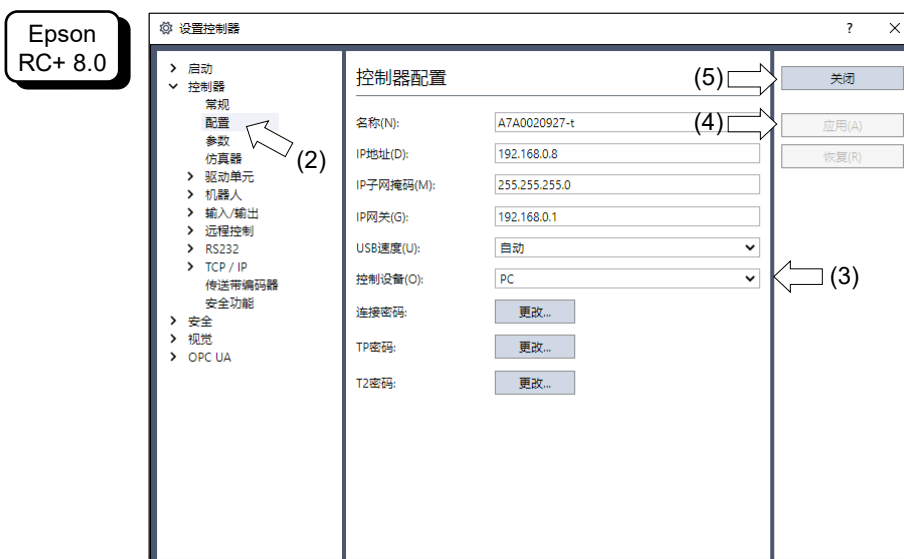 Epson
RC+ 8.0
设置控制器
?
启动
控制器
常规
配置
参数
仿真器
驱动单元
机器人
输入/输出
远程控制
RS232
TCP / IP
传送带编码器
安全功能
安全
视觉
OPC UA
(2)
控制器配置
名称(N): A7A0020927-t
IP地址(D): 192.168.0.8
IP子网掩码(M): 255.255.255.0
IP网关(G): 192.168.0.1
USB速度(U): 自动
控制设备(O): PC
(3)
连接密码: 更改...
TP密码: 更改...
T2密码: 更改...
(5) 关闭
(4) 应用(A)
恢复(R)